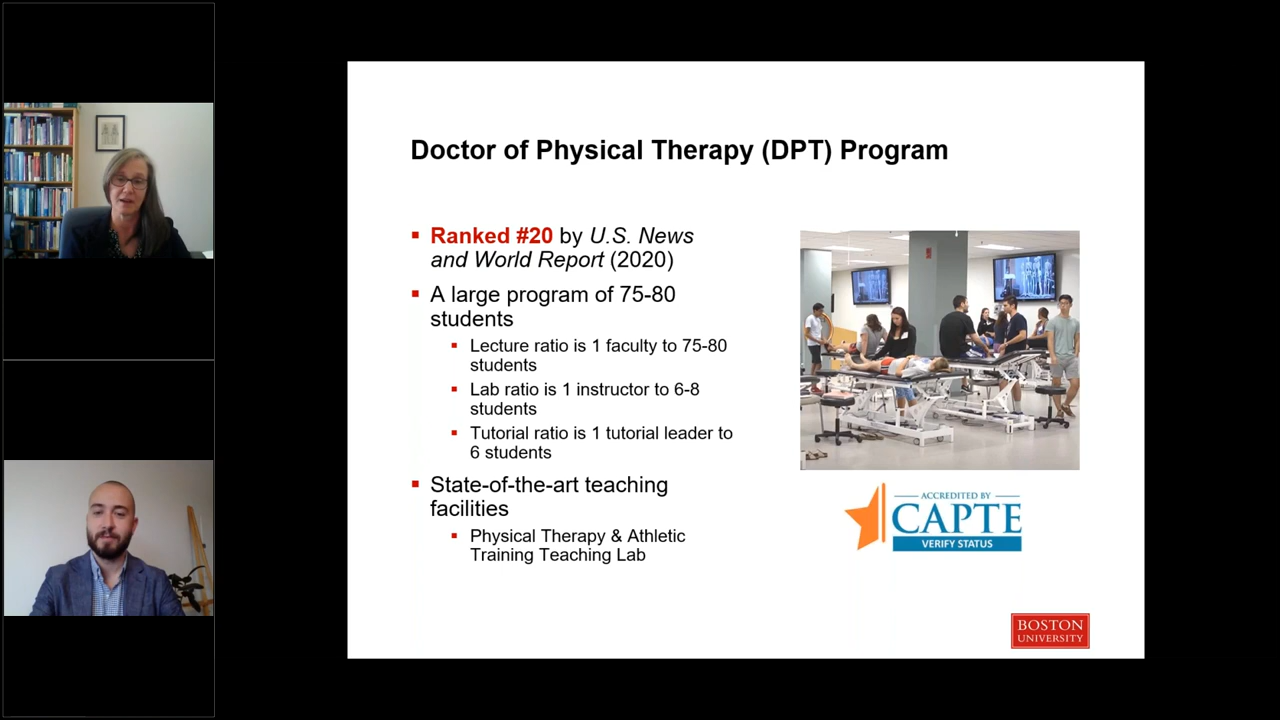 Doctor of Physical Therapy (DPT) Program
▪ Ranked #20 by U.S. News
and World Report (2020)
▪ A large program of 75-80
students
▪ Lecture ratio is 1 faculty to 75-80
students
▪ Lab ratio is 1 instructor to 6-8
students
▪ Tutorial ratio is 1 tutorial leader to
6 students
▪ State-of-the-art teaching
facilities
▪ Physical Therapy & Athletic
Training Teaching Lab
ACCREDITED BY
CAPTE
VERIFY STATUS
BOSTON
UNIVERSITY